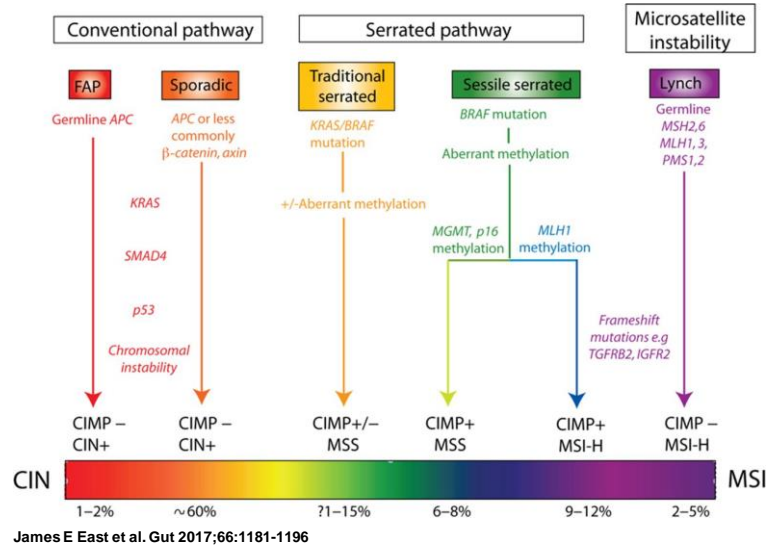 Conventional pathway
Serrated pathway
Microsatellite
instability
FAP
Sporadic
Traditional
serrated
Sessile serrated
Lynch
Germline APC
APC or less
commonly
β-catenin, axin
KRAS/BRAF
mutation
BRAF mutation
Aberrant methylation
Germline
MSH2,6
MLH1, 3,
PMS1,2
KRAS
+/-Aberrant methylation
SMAD4
MGMT, p16
methylation
MLH1
methylation
p53
Chromosomal
instability
Frameshift
mutations e.g
TGFRB2, IGFR2
CIMP –
CIN+
CIMP –
CIN+
CIMP+/–
MSS
CIMP+
MSS
CIMP+
MSI-H
CIMP –
MSI-H
CIN
MSI
1–2%
~60%
?1–15%
6–8%
9–12%
2–5%
James E East et al. Gut 2017;66:1181-1196